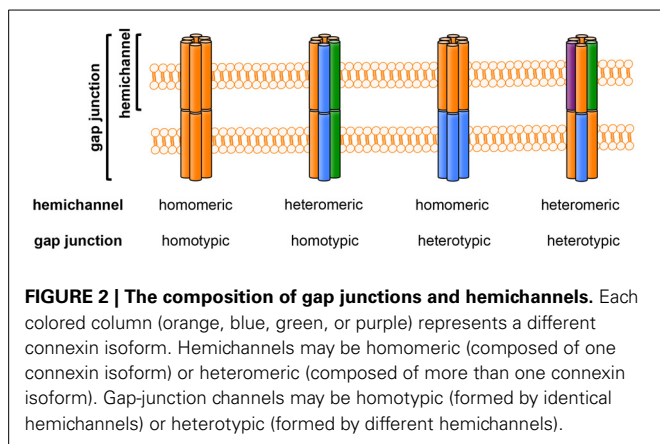 gap junction
hemichannel
hemichannel homomeric heteromeric homomeric heteromeric
gap junction homotypic homotypic heterotypic heterotypic
FIGURE 2 | The composition of gap junctions and hemichannels. Each
colored column (orange, blue, green, or purple) represents a different
connexin isoform. Hemichannels may be homomeric (composed of one
connexin isoform) or heteromeric (composed of more than one connexin
isoform). Gap-junction channels may be homotypic (formed by identical
hemichannels) or heterotypic (formed by different hemichannels).